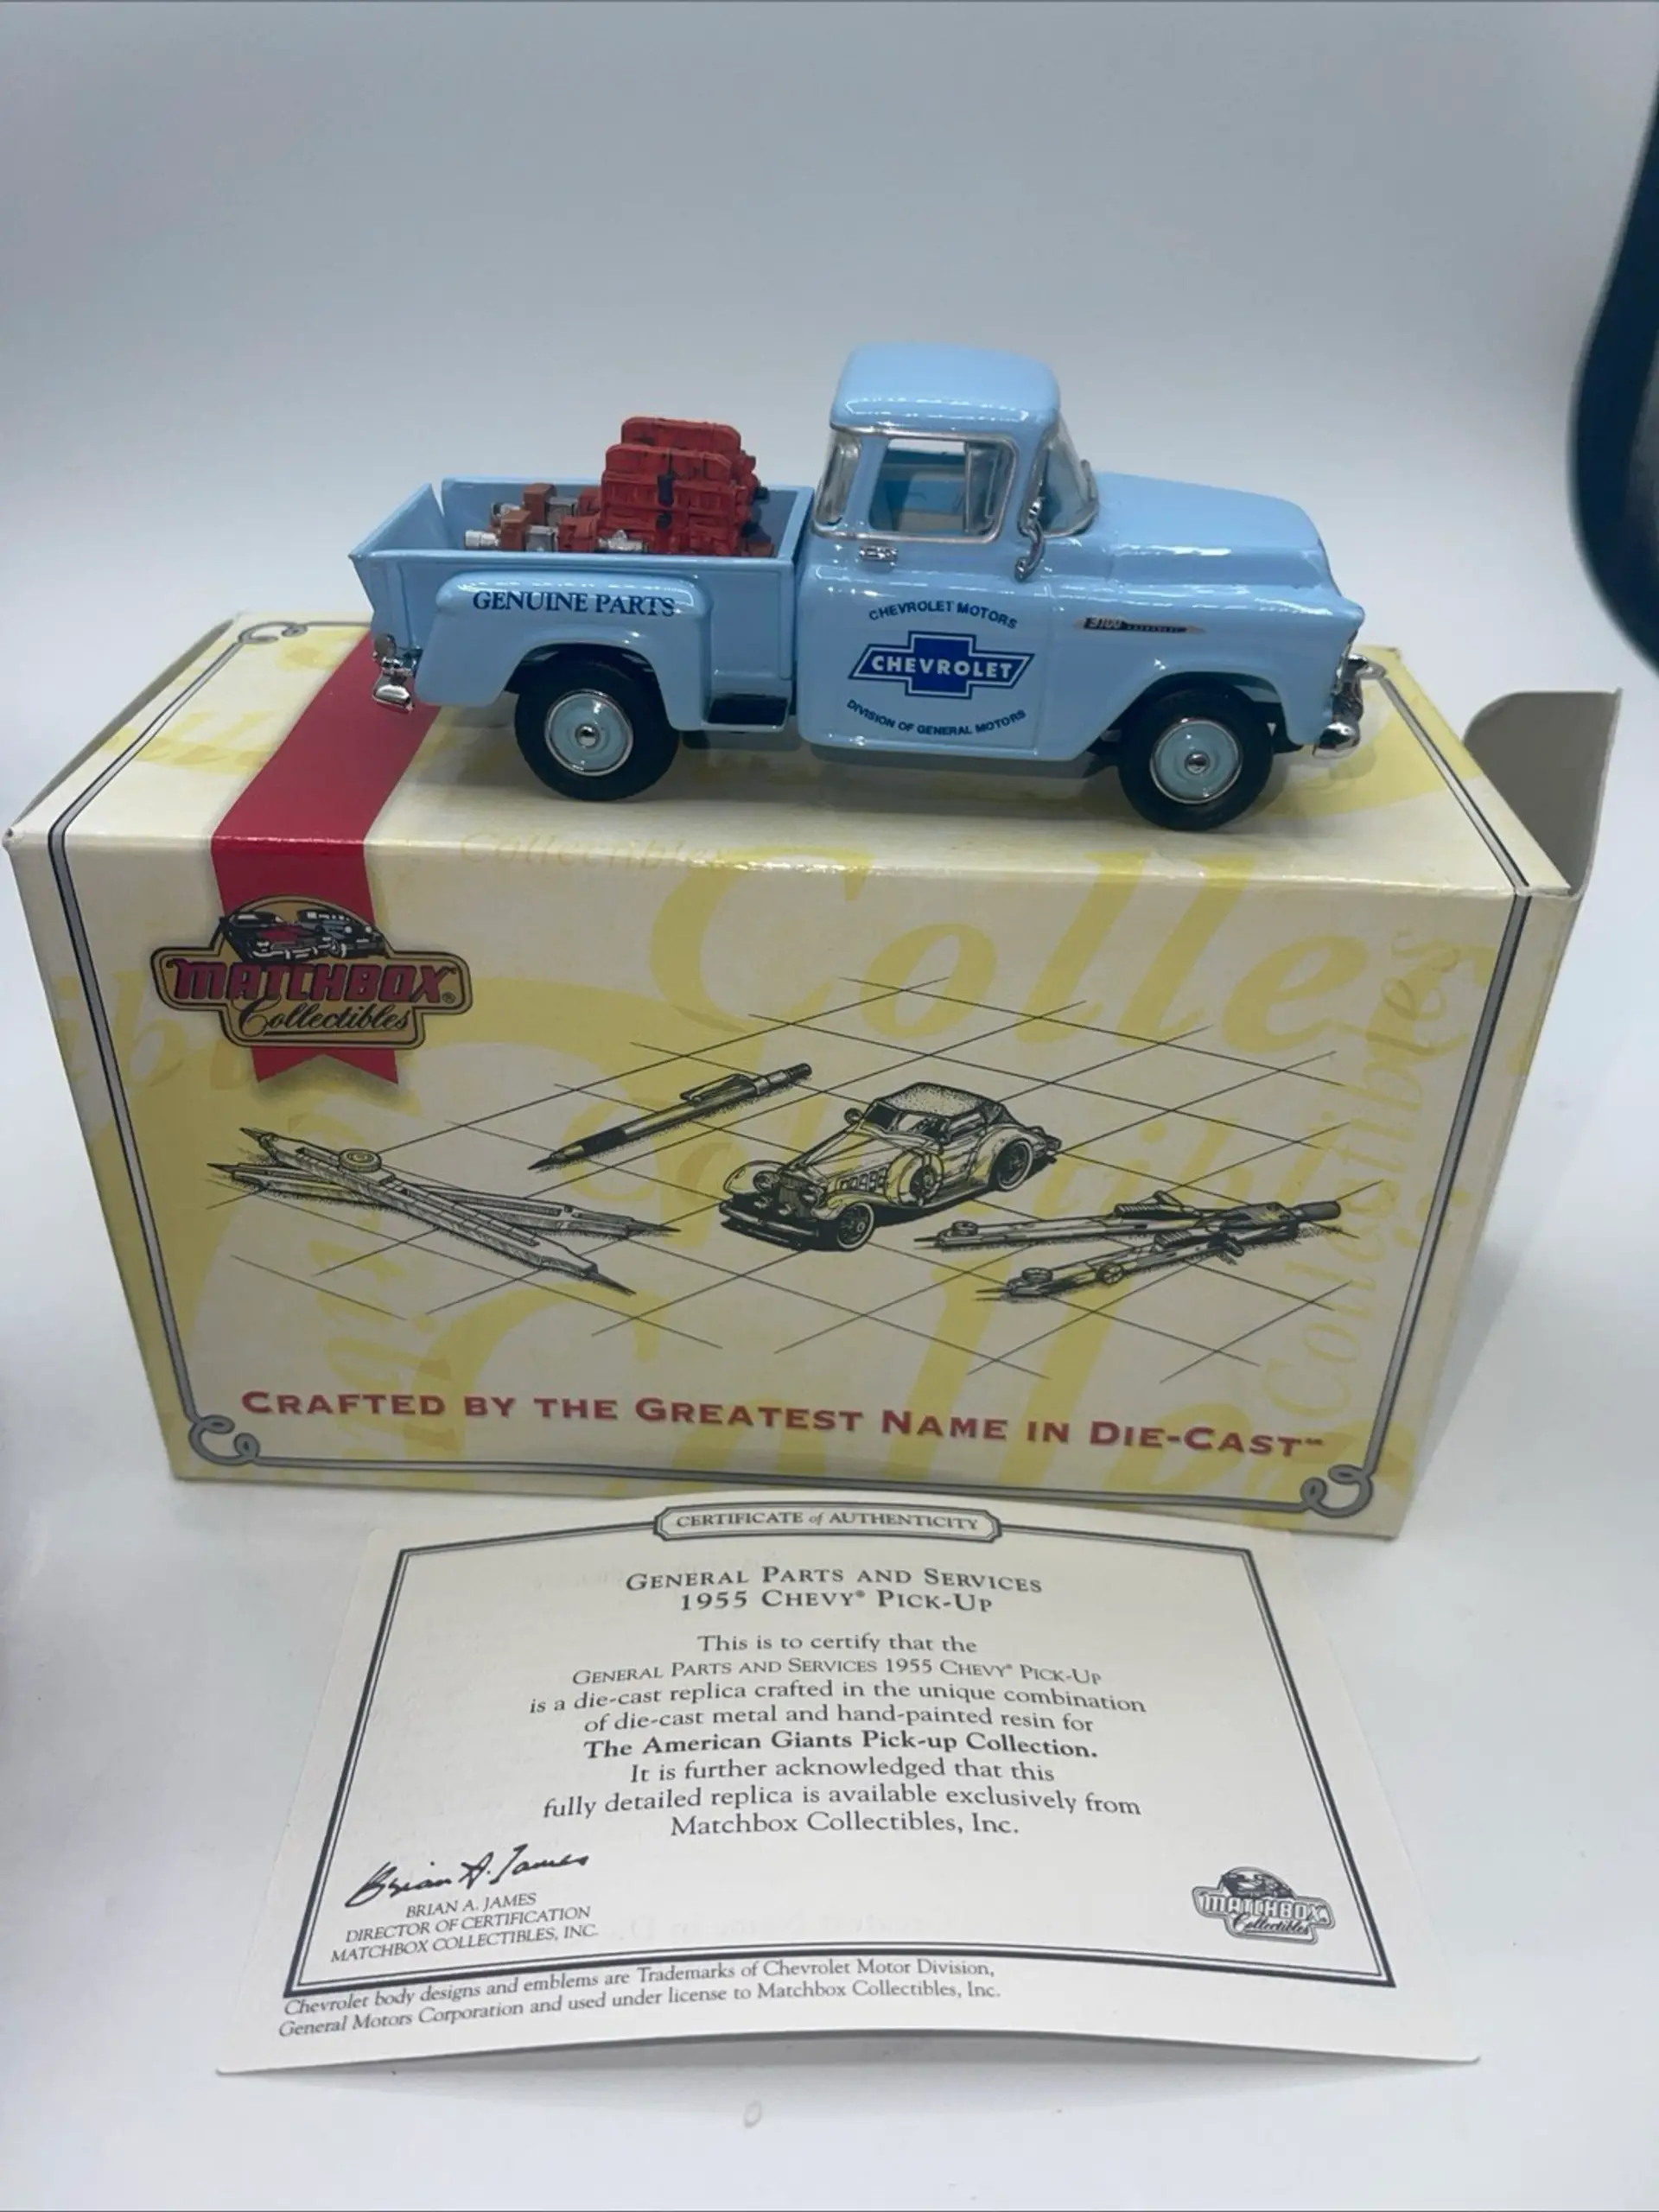 GENUINE PARTS
CHEVROLET MOTORS
CHEVROLET
DIVISION OF GENERAL MOTORS
3100
Collectibles
Collec
Collectibles
MATCHBOX®
Collectibles
CRAFTED BY THE GREATEST NAME IN DIE-CAST™
CERTIFICATE of AUTHENTICITY
GENERAL PARTS AND SERVICES
1955 CHEVY® PICK-UP
This is to certify that the
GENERAL PARTS AND SERVICES 1955 CHEVY® PICK-UP
is a die-cast replica crafted in the unique combination
of die-cast metal and hand-painted resin for
The American Giants Pick-up Collection.
It is further acknowledged that this
fully detailed replica is available exclusively from
Matchbox Collectibles, Inc.
Brian A. James
BRIAN A. JAMES
DIRECTOR OF CERTIFICATION
MATCHBOX COLLECTIBLES, INC.
MATCHBOX
Collectibles
Chevrolet body designs and emblems are Trademarks of Chevrolet Motor Division,
General Motors Corporation and used under license to Matchbox Collectibles, Inc.